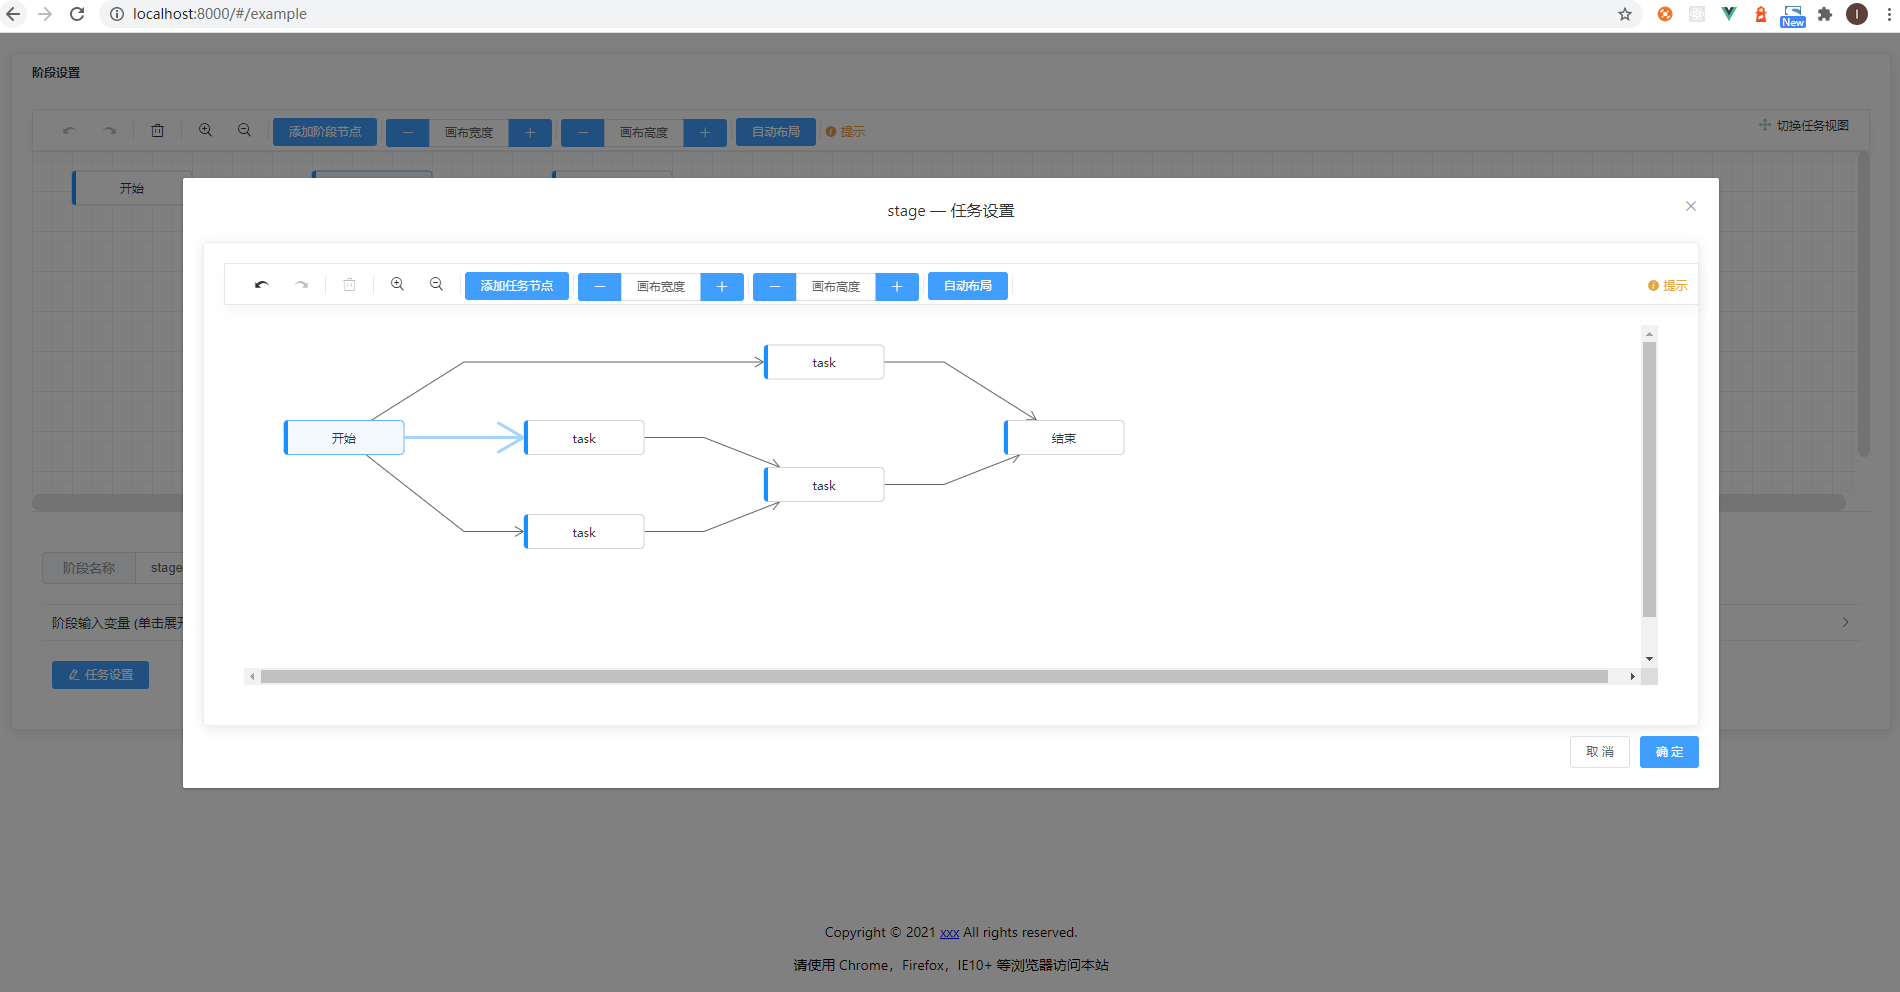 localhost:8000/#/example
New
I
阶段设置
添加阶段节点
画布宽度
画布高度
自动布局
提示
切换任务视图
开始
stage — 任务设置
添加任务节点
画布宽度
画布高度
自动布局
提示
task
开始
task
结束
task
task
阶段名称
stage
阶段输入变量 (单击展开
任务设置
取 消
确 定
Copyright © 2021 xxx All rights reserved.
请使用 Chrome，Firefox，IE10+ 等浏览器访问本站